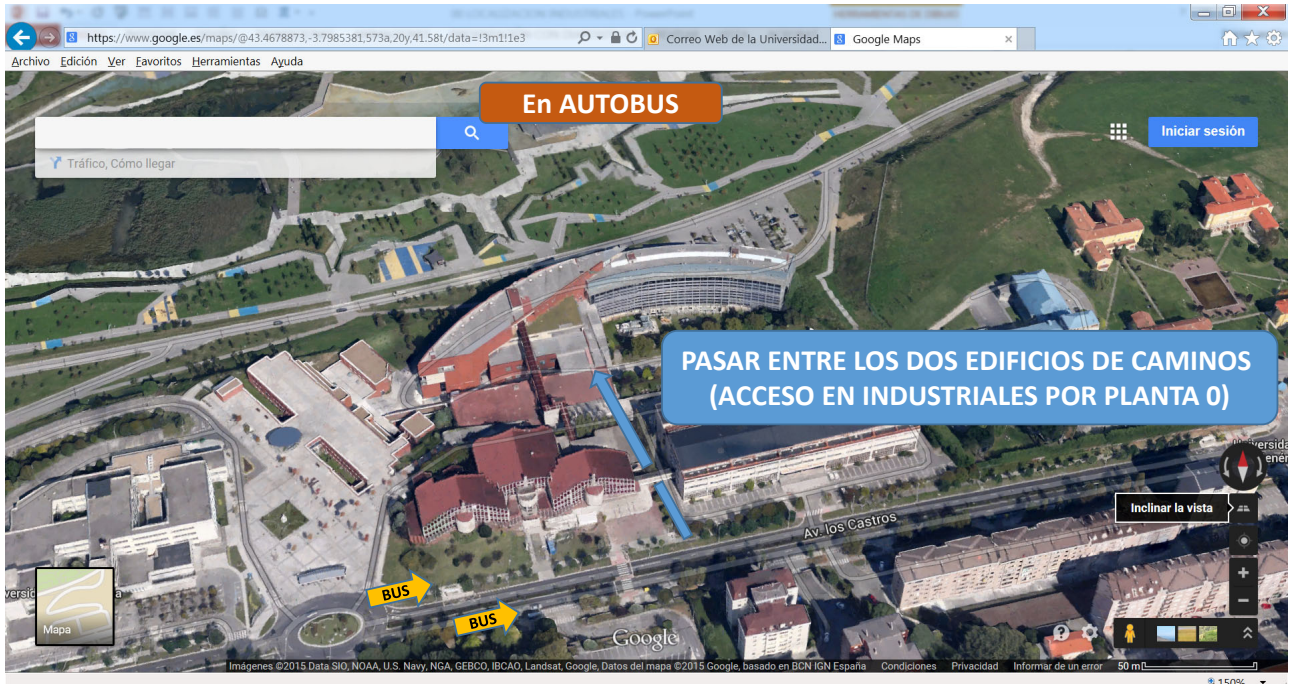 https://www.google.es/maps/@43.4678873,-3.7985381,573a,20y,41.58t/data=!3m1!1e3
Correo Web de la Universidad...
Google Maps
Archivo Edición Ver Favoritos Herramientas Ayuda
En AUTOBUS
Iniciar sesión
Tráfico, Cómo llegar
PASAR ENTRE LOS DOS EDIFICIOS DE CAMINOS
(ACCESO EN INDUSTRIALES POR PLANTA 0)
Inclinar la vista
Av. los Castros
BUS
BUS
Mapa
Google
Imágenes ©2015 Data SIO, NOAA, U.S. Navy, NGA, GEBCO, IBCAO, Landsat, Google, Datos del mapa ©2015 Google, basado en BCN IGN España Condiciones Privacidad Informar de un error 50 m
150%